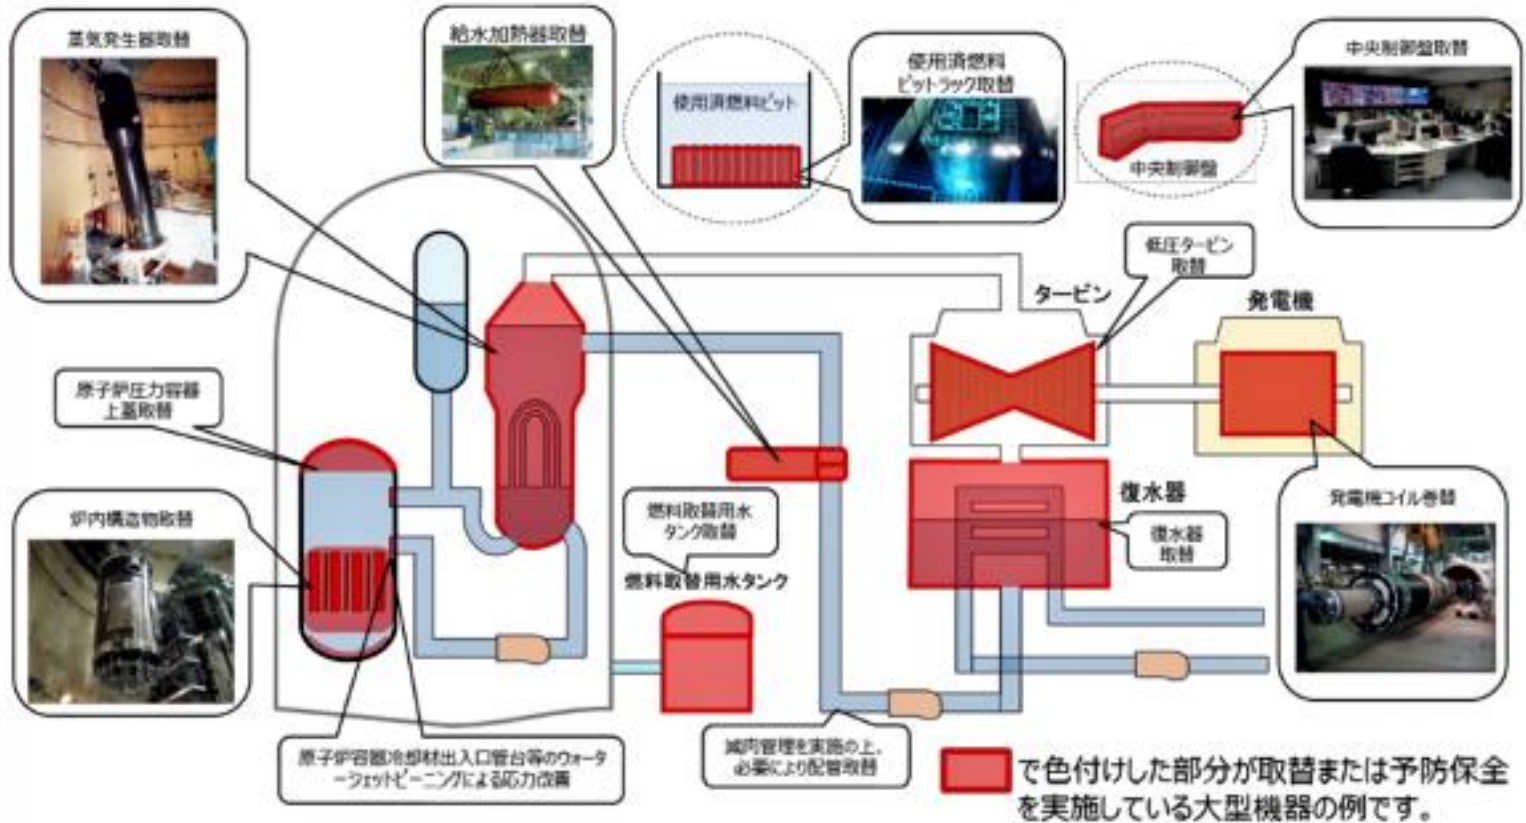 蒸気発生器取替
給水加熱器取替
使用済燃料ピット
使用済燃料
ピットラック取替
中央制御盤
中央制御盤取替
低圧タービン
取替
タービン
発電機
原子炉圧力容器
上蓋取替
炉内構造物取替
燃料取替用水
タンク取替
燃料取替用水タンク
復水器
復水器
取替
発電機コイル巻替
原子炉容器冷却材出入口管台等のウォータ
ージェットピーニングによる応力改善
減肉管理を実施の上、
必要により配管取替
で色付けした部分が取替または予防保全
を実施している大型機器の例です。